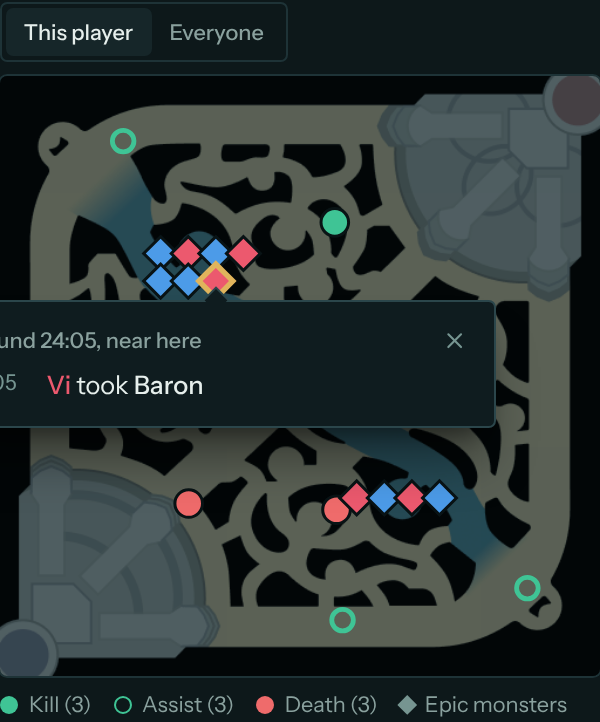 This player
Everyone
und 24:05, near here
05 Vi took Baron
Kill (3) Assist (3) Death (3) Epic monsters